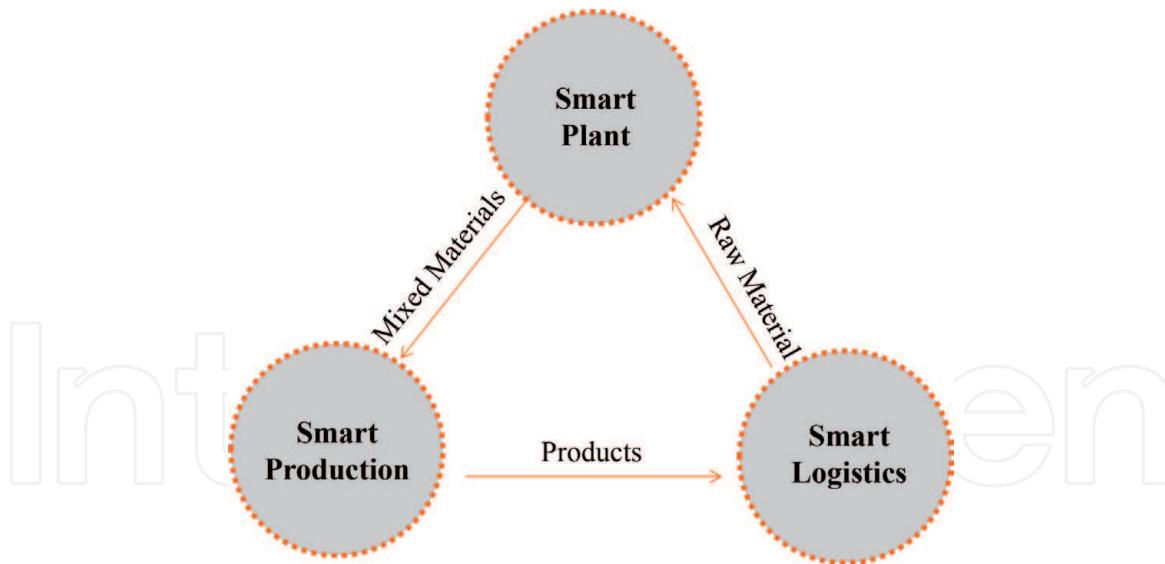 Smart
Plant
Mixed Materials
Raw Material
Smart
Production
Products
Smart
Logistics